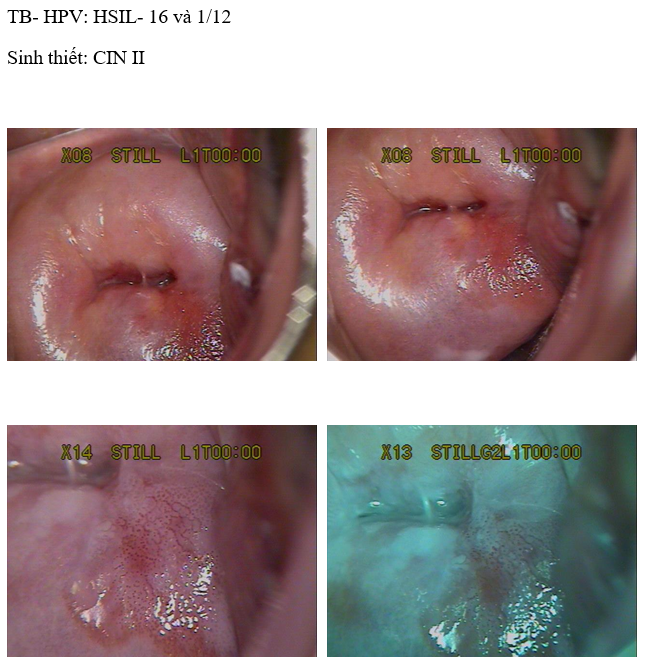 TB- HPV: HSIL- 16 và 1/12
Sinh thiết: CIN II
X08 STILL L1T00:00
X08 STILL L1T00:00
X14 STILL L1T00:00
X13 STILLG2L1T00:00